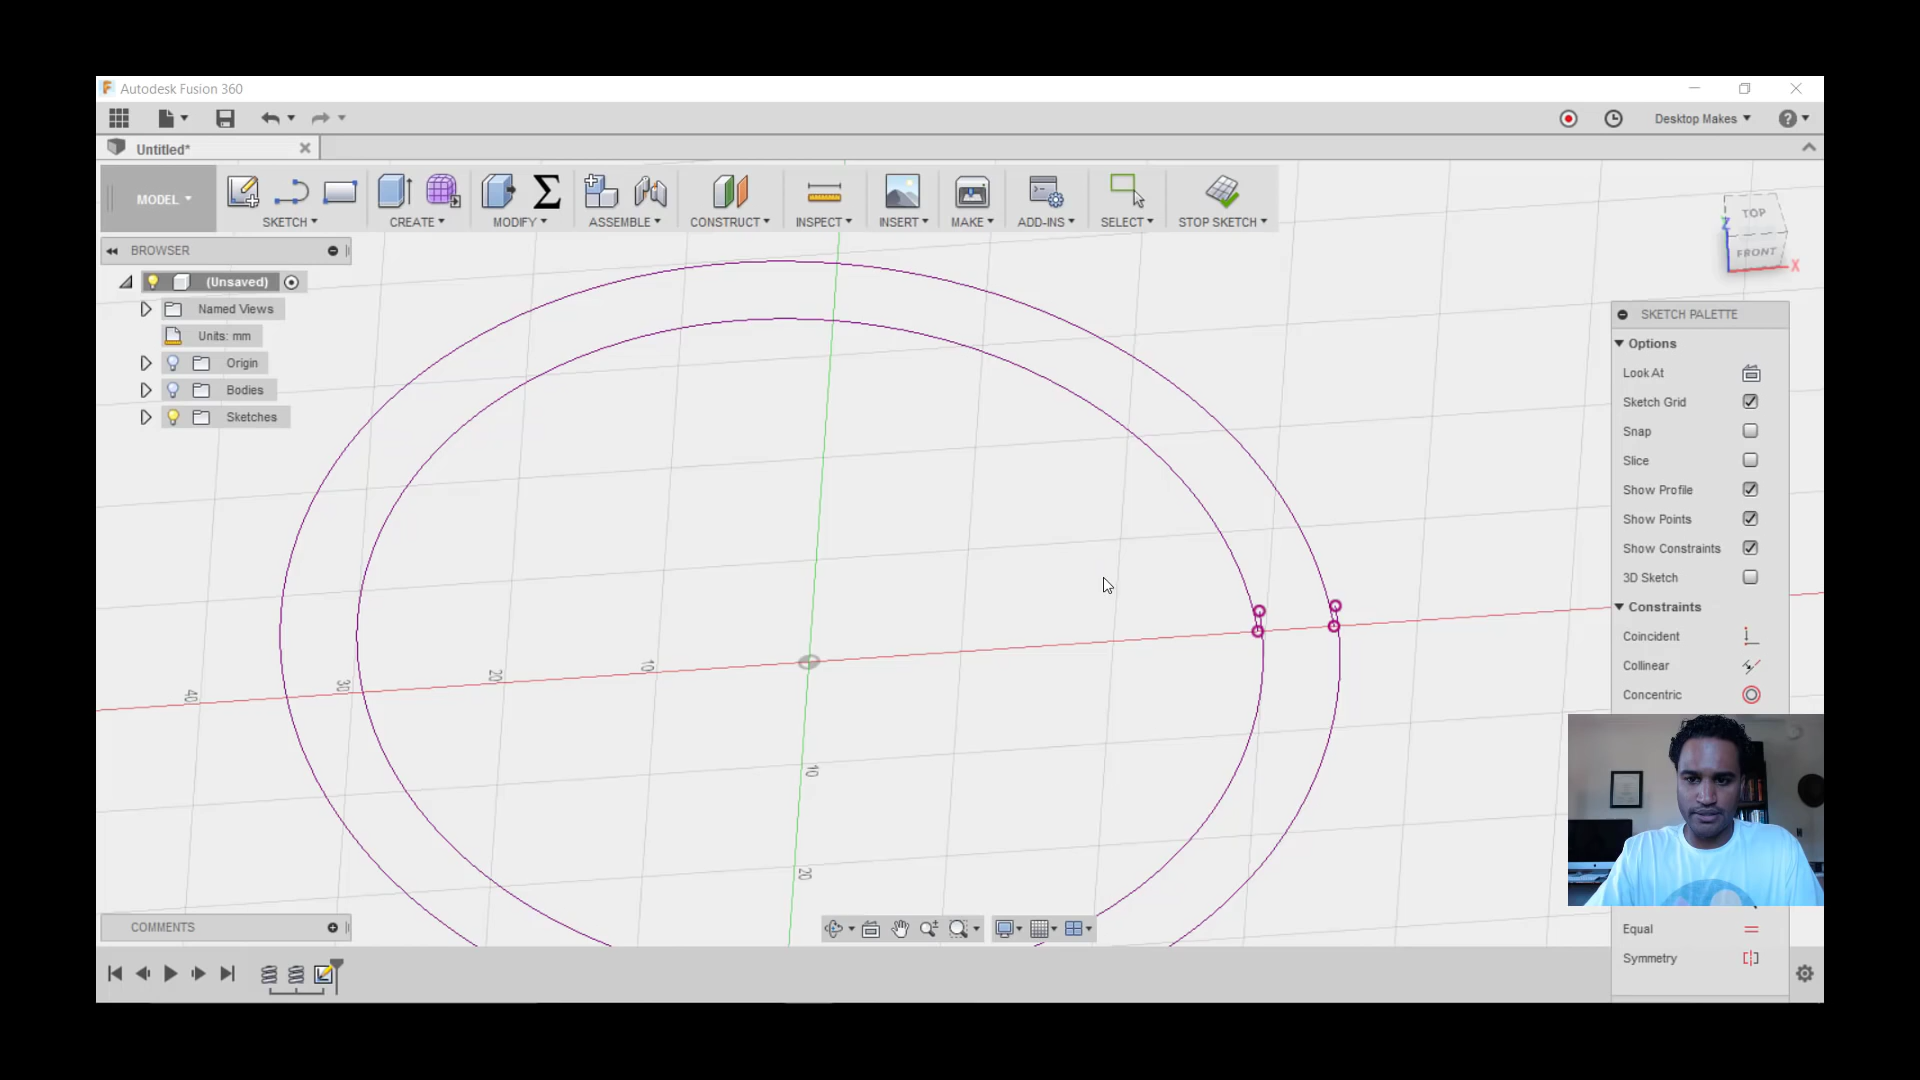 Autodesk Fusion 360
Desktop Makes
Untitled*
MODEL
SKETCH
CREATE
MODIFY
ASSEMBLE
CONSTRUCT
INSPECT
INSERT
MAKE
ADD-INS
SELECT
STOP SKETCH
BROWSER
(Unsaved)
Named Views
Units: mm
Origin
Bodies
Sketches
TOP
FRONT
Z
X
SKETCH PALETTE
Options
Look At
Sketch Grid
Snap
Slice
Show Profile
Show Points
Show Constraints
3D Sketch
Constraints
Coincident
Collinear
Concentric
Equal
Symmetry
40
30
20
10
10
20
COMMENTS